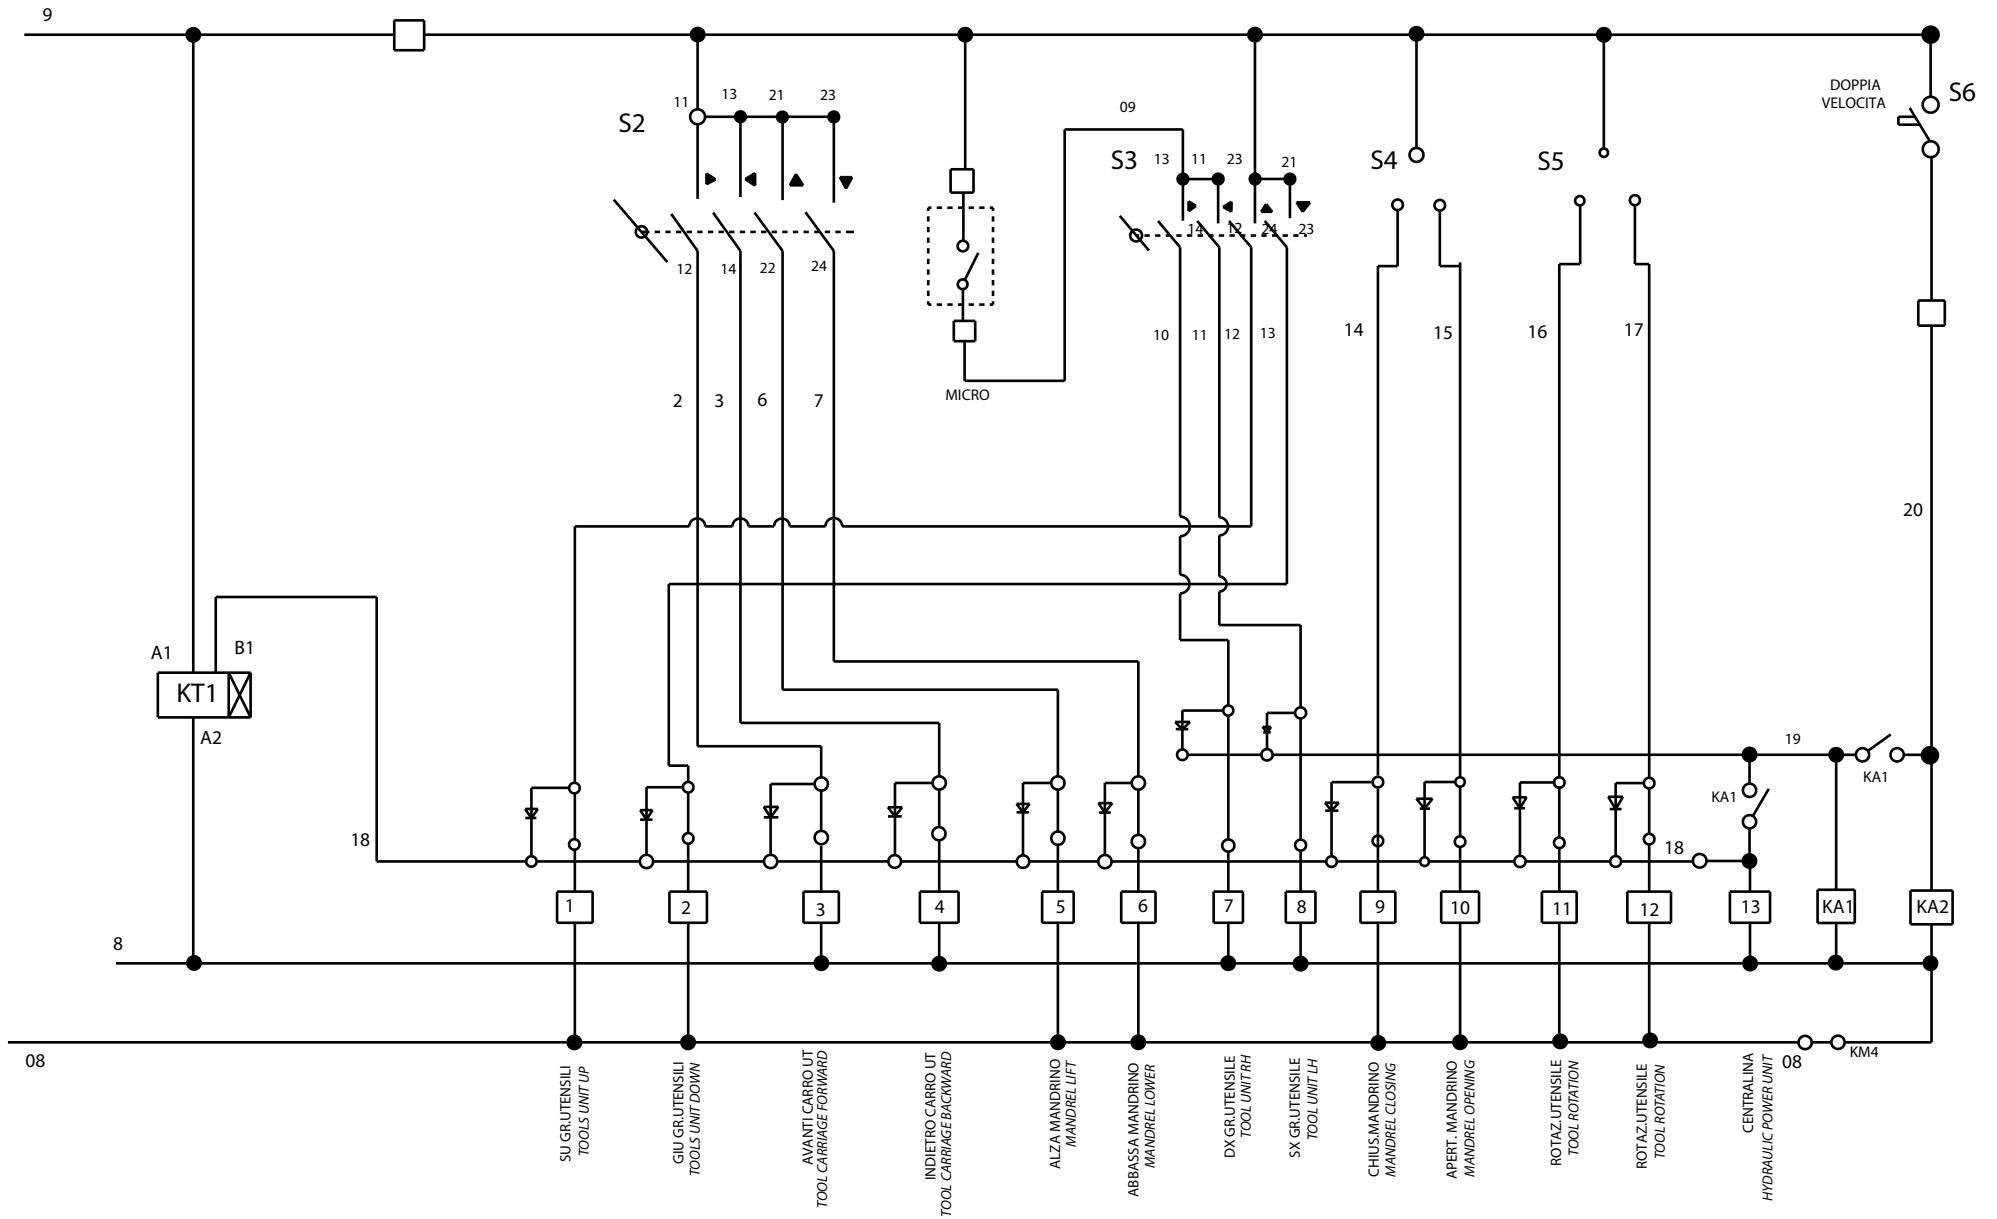 9
DOPPIA
VELOCITA
S6
S2
11
13
21
23
09
S3
13
11
23
21
S4
S5
14
12
24
23
12
14
22
24
MICRO
10
11
12
13
14
15
16
17
2
3
6
7
20
A1
B1
KT1
A2
19
KA1
KA1
18
18
1
2
3
4
5
6
7
8
9
10
11
12
13
KA1
KA2
8
08
08
KM4
SU GR.UTENSILI
TOOLS UNIT UP
GIU GR.UTENSILI
TOOLS UNIT DOWN
AVANTI CARRO UT
TOOL CARRIAGE FORWARD
INDIETRO CARRO UT
TOOL CARRIAGE BACKWARD
ALZA MANDRINO
MANDREL LIFT
ABBASSA MANDRINO
MANDREL LOWER
DX GR.UTENSILE
TOOL UNIT RH
SX GR.UTENSILE
TOOL UNIT LH
CHIUS.MANDRINO
MANDREL CLOSING
APERT. MANDRINO
MANDREL OPENING
ROTAZ.UTENSILE
TOOL ROTATION
ROTAZ.UTENSILE
TOOL ROTATION
CENTRALINA
HYDRAULIC POWER UNIT